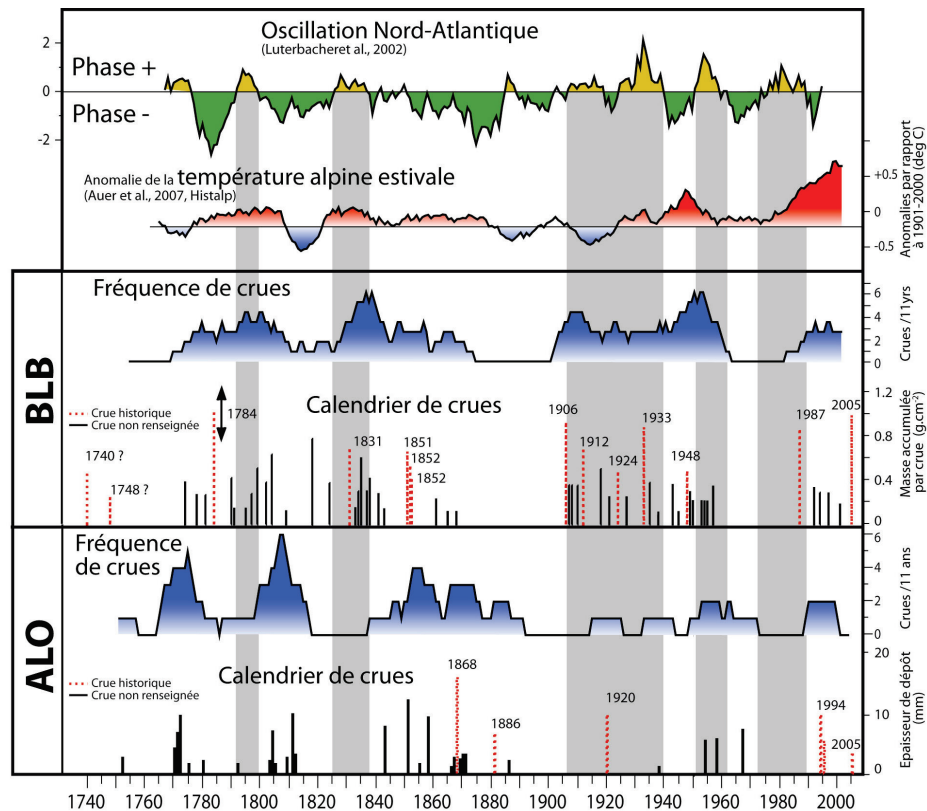 Oscillation Nord-Atlantique
(Luterbacheret al., 2002)
2
0
-2
Phase +
Phase -
Anomalie de la température alpine estivale
(Auer et al., 2007, Histalp)
+0.5
0
-0.5
Anomalies par rapport
à 1901-2000 (deg C)
BLB
Fréquence de crues
6
4
2
0
Crues /11yrs
Calendrier de crues
Crue historique
Crue non renseignée
1740 ?
1748 ?
1784
1831
1851
1852
1852
1906
1912
1924
1933
1948
1987
2005
1.2
0.8
0.4
0
Masse accumulée
par crue (g.cm-²)
ALO
Fréquence
de crues
6
4
2
0
Crues /11 ans
Calendrier de crues
Crue historique
Crue non renseignée
1868
1886
1920
1994
2005
20
10
0
Epaisseur de dépôt
(mm)
1740 1760 1780 1800 1820 1840 1860 1880 1900 1920 1940 1960 1980 2000